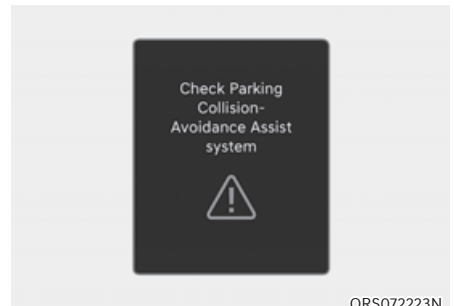 Check Parking
Collision-
Avoidance Assist
system
ORS072223N